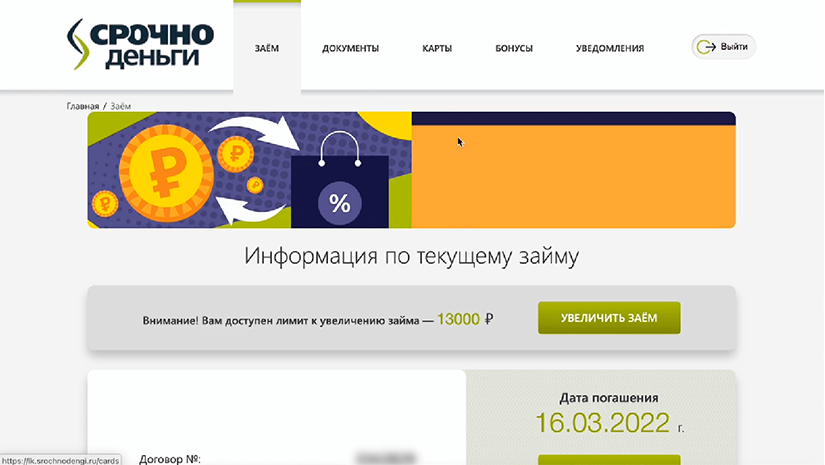 СРОЧНО
ДЕНЬГИ
ЗАЁМ
ДОКУМЕНТЫ
КАРТЫ
БОНУСЫ
УВЕДОМЛЕНИЯ
Выйти
Главная / Заём
%
Информация по текущему займу
Внимание! Вам доступен лимит к увеличению займа — 13000 ₽
УВЕЛИЧИТЬ ЗАЁМ
Дата погашения
16.03.2022 г.
Договор №:
https://lk.srochnodengi.ru/cards